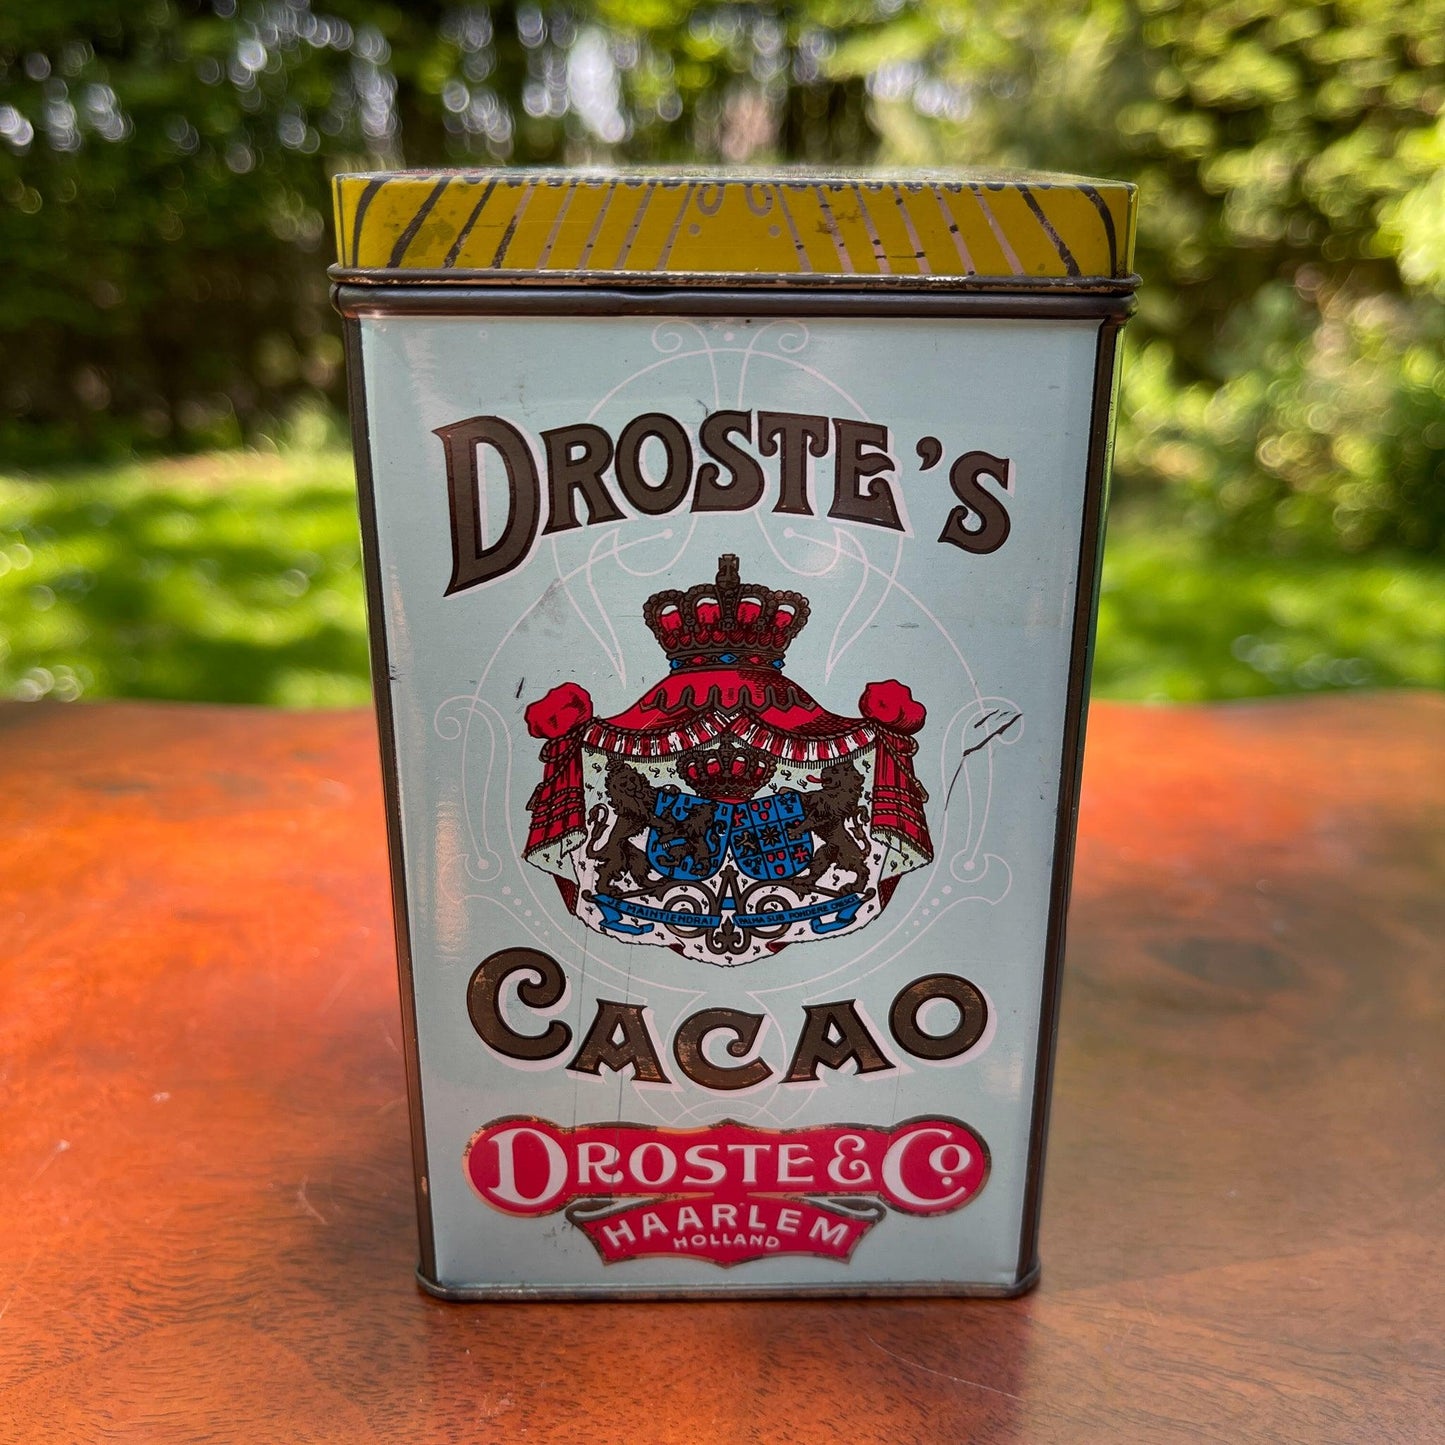 DROSTE'S
JE MAINTIENDRAI
PALMA SUB PONDERE CRESCIT
CACAO
DROSTE & Co
HAARLEM
HOLLAND